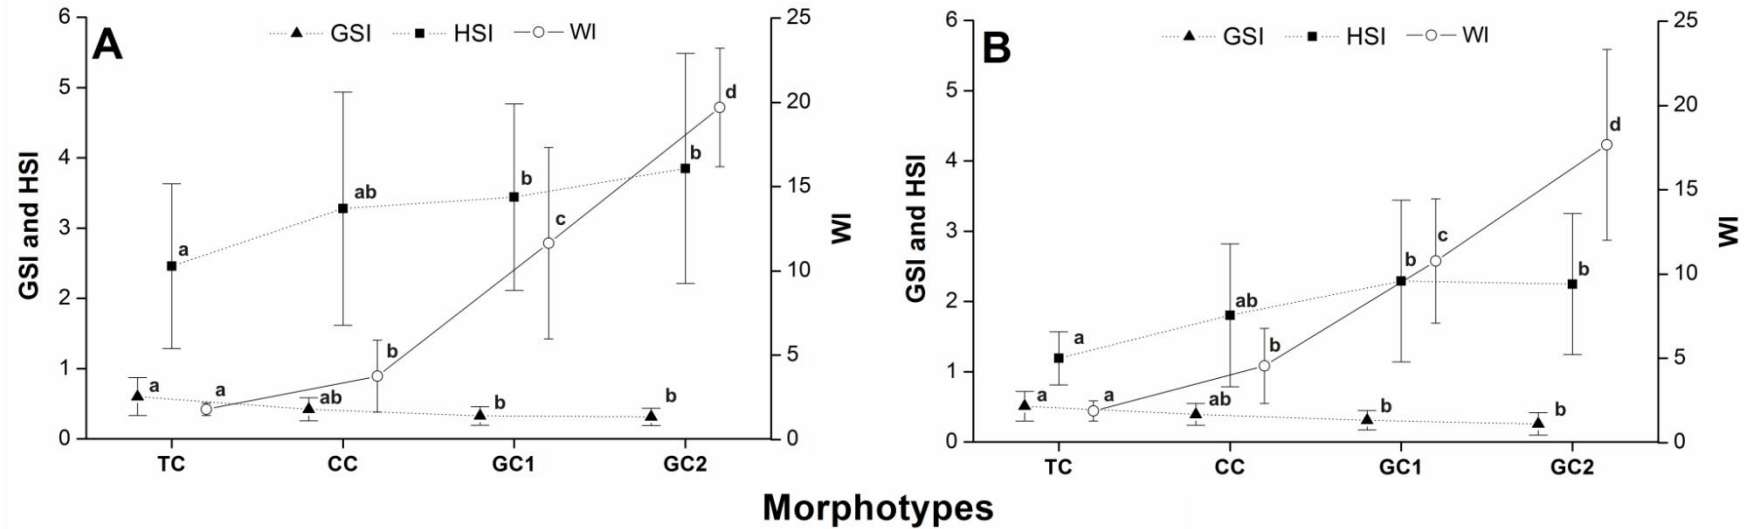 A
GSI HSI WI
GSI and HSI
6
5
4
3
2
1
0
25
20
15
10
5
0
WI
a ab b b
a b c d
a ab b b
TC CC GC1 GC2
B
GSI HSI WI
GSI and HSI
6
5
4
3
2
1
0
25
20
15
10
5
0
WI
a ab b b
a b c d
a ab b b
TC CC GC1 GC2
Morphotypes